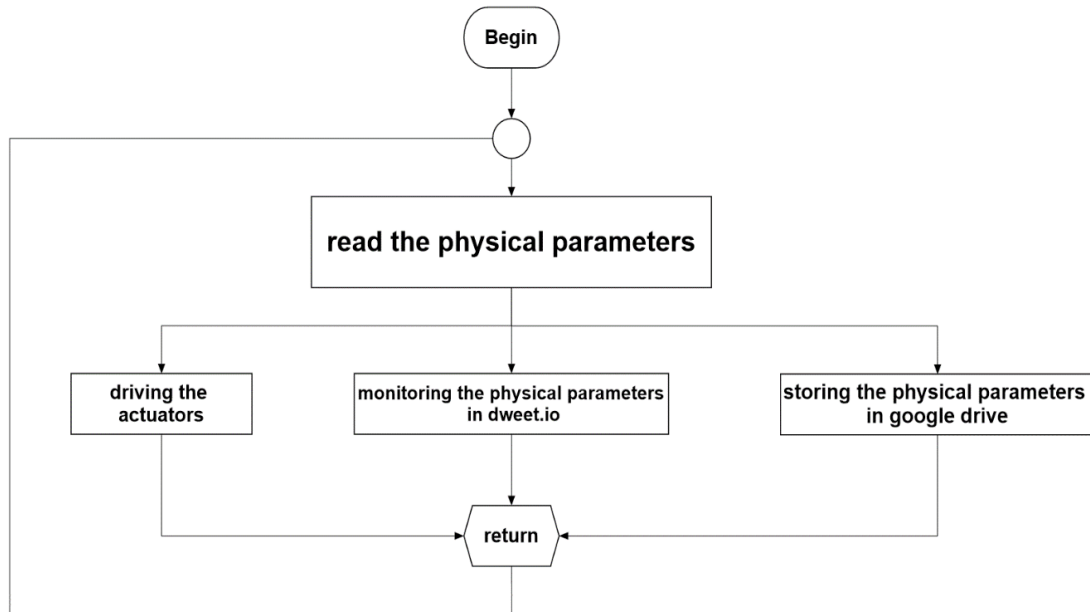 Begin
read the physical parameters
driving the
actuators
monitoring the physical parameters
in dweet.io
storing the physical parameters
in google drive
return